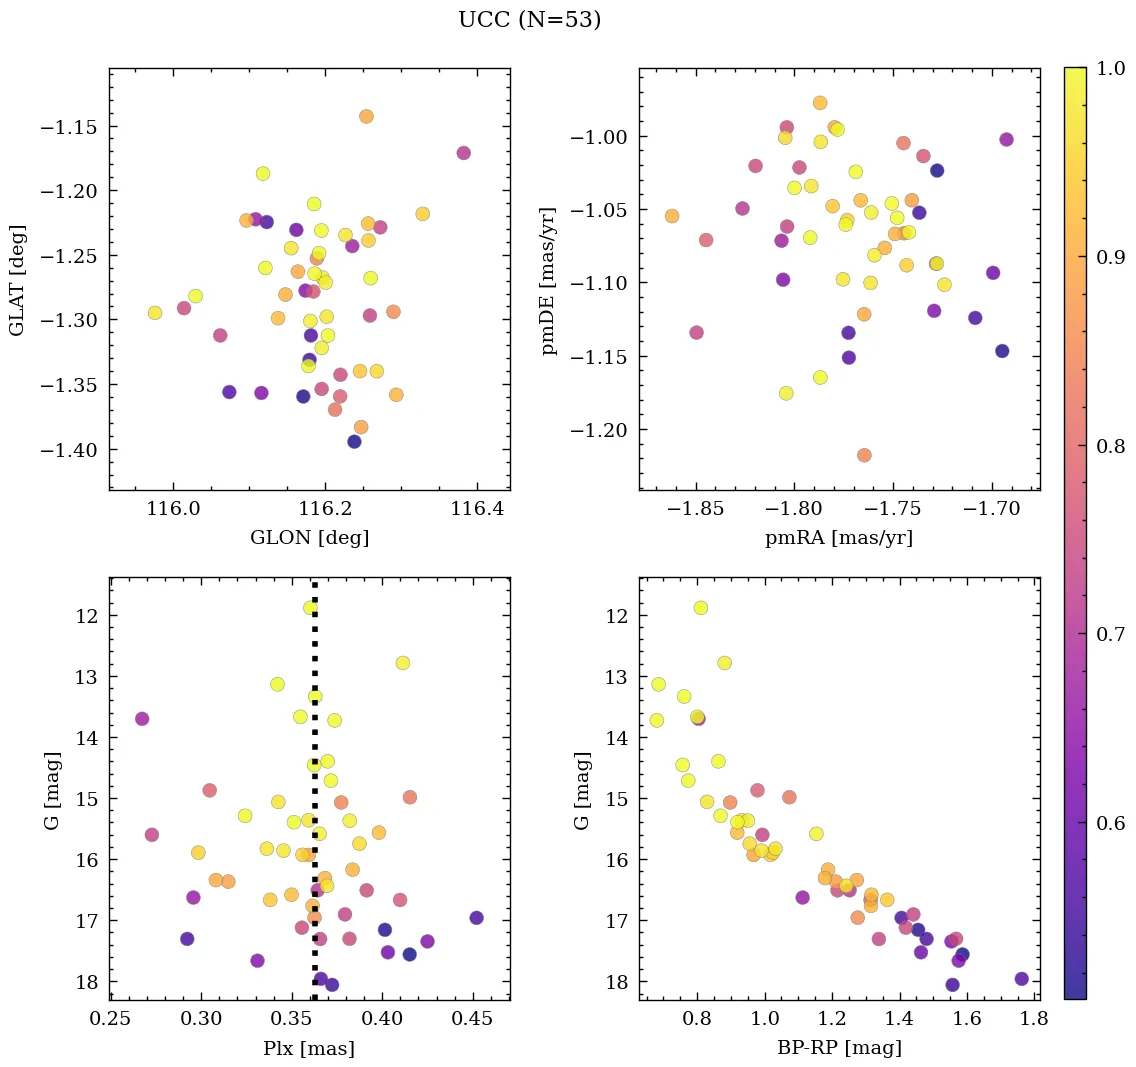 UCC (N=53)
−1.15
−1.20
−1.25
−1.30
−1.35
−1.40
GLAT [deg]
116.0 116.2 116.4
GLON [deg]
−1.00
−1.05
−1.10
−1.15
−1.20
pmDE [mas/yr]
−1.85 −1.80 −1.75 −1.70
pmRA [mas/yr]
12
13
14
15
16
17
18
G [mag]
0.25 0.30 0.35 0.40 0.45
Plx [mas]
12
13
14
15
16
17
18
G [mag]
0.8 1.0 1.2 1.4 1.6 1.8
BP-RP [mag]
1.0
0.9
0.8
0.7
0.6